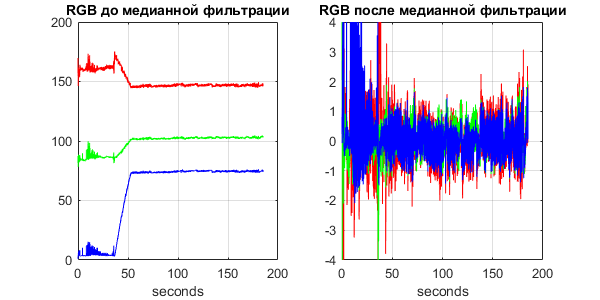 RGB до медианной фильтрации
200
150
100
50
0
0 50 100 150 200
seconds
RGB после медианной фильтрации
4
3
2
1
0
-1
-2
-3
-4
0 50 100 150 200
seconds